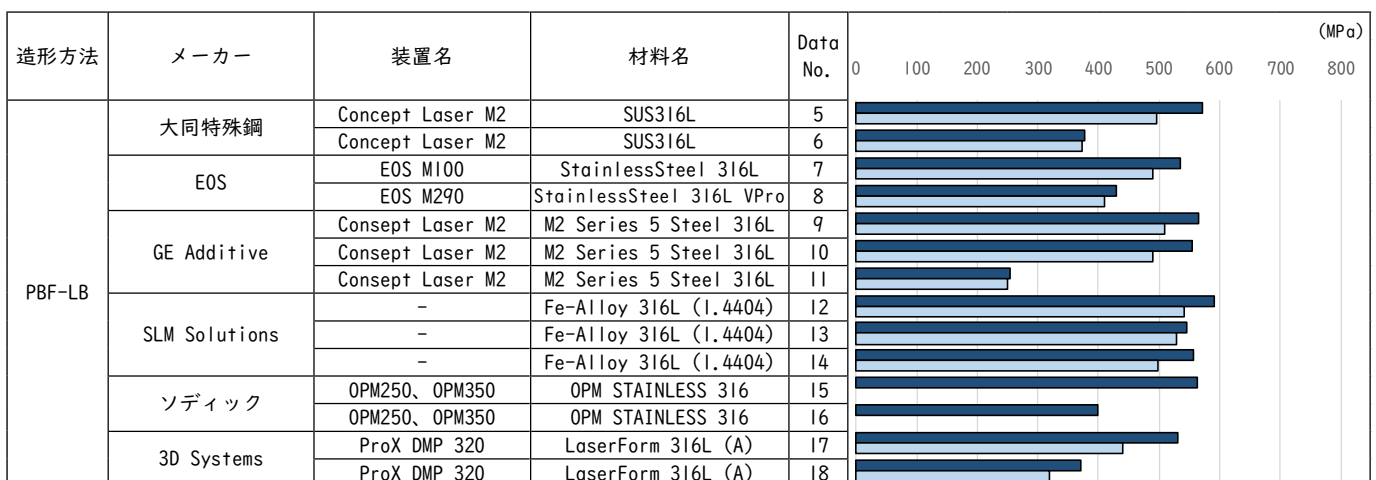 造形方法 メーカー 装置名 材料名 Data No. (MPa)
0 100 200 300 400 500 600 700 800
PBF-LB
大同特殊鋼 Concept Laser M2 SUS316L 5
Concept Laser M2 SUS316L 6
EOS EOS M100 StainlessSteel 316L 7
EOS M290 StainlessSteel 316L VPro 8
GE Additive Consept Laser M2 M2 Series 5 Steel 316L 9
Consept Laser M2 M2 Series 5 Steel 316L 10
Consept Laser M2 M2 Series 5 Steel 316L 11
SLM Solutions - Fe-Alloy 316L (1.4404) 12
- Fe-Alloy 316L (1.4404) 13
- Fe-Alloy 316L (1.4404) 14
ソディック OPM250、OPM350 OPM STAINLESS 316 15
OPM250、OPM350 OPM STAINLESS 316 16
3D Systems ProX DMP 320 LaserForm 316L (A) 17
ProX DMP 320 LaserForm 316L (A) 18